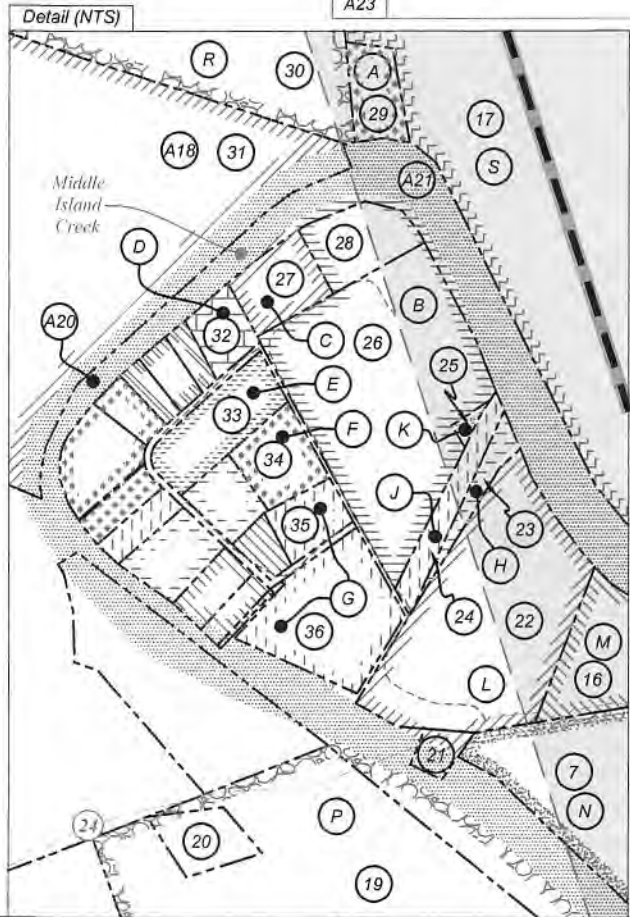 A23
Detail (NTS)
R
30
A
29
17
S
A18
31
A21
Middle
Island
Creek
D
28
27
B
A20
32
C
26
25
E
33
K
F
34
J
23
35
H
G
24
22
36
M
16
L
21
7
N
24
P
20
19